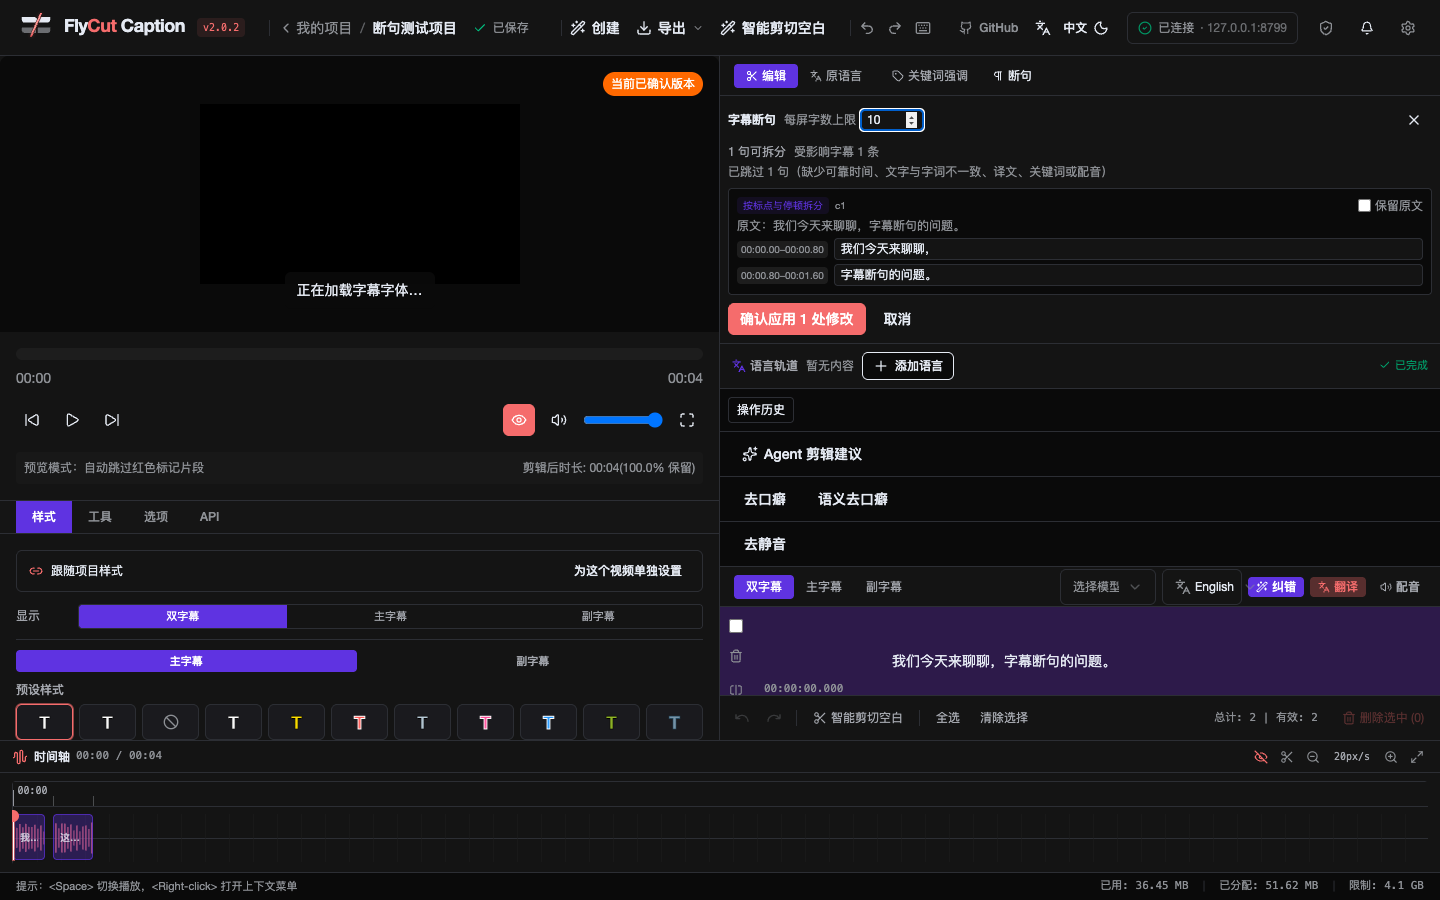 FlyCut Caption v2.0.2 我的项目 / 断句测试项目 已保存 创建 导出 智能剪切空白 GitHub 中文 已连接 · 127.0.0.1:8799
当前已确认版本
正在加载字幕字体...
00:00 00:04
预览模式：自动跳过红色标记片段 剪辑后时长: 00:04(100.0% 保留)
样式 工具 选项 API
跟随项目样式 为这个视频单独设置
显示 双字幕 主字幕 副字幕
主字幕 副字幕
预设样式
T T T T T T T T T T
编辑 原语言 关键词强调 断句
字幕断句 每屏字数上限 10
1 句可拆分 受影响字幕 1 条
已跳过 1 句（缺少可靠时间、文字与字词不一致、译文、关键词或配音）
按标点与停顿拆分 c1 保留原文
原文：我们今天来聊聊，字幕断句的问题。
00:00.00–00:00.80 我们今天来聊聊，
00:00.80–00:01.60 字幕断句的问题。
确认应用 1 处修改 取消
语言轨道 暂无内容 添加语言 已完成
操作历史
Agent 剪辑建议
去口癖 语义去口癖
去静音
双字幕 主字幕 副字幕 选择模型 English 纠错 翻译 配音
我们今天来聊聊，字幕断句的问题。
00:00:00.000
智能剪切空白 全选 清除选择 总计: 2 | 有效: 2 删除选中 (0)
时间轴 00:00 / 00:04 20px/s
00:00
我... 这...
提示：<Space> 切换播放，<Right-click> 打开上下文菜单 已用: 36.45 MB 已分配: 51.62 MB 限制: 4.1 GB